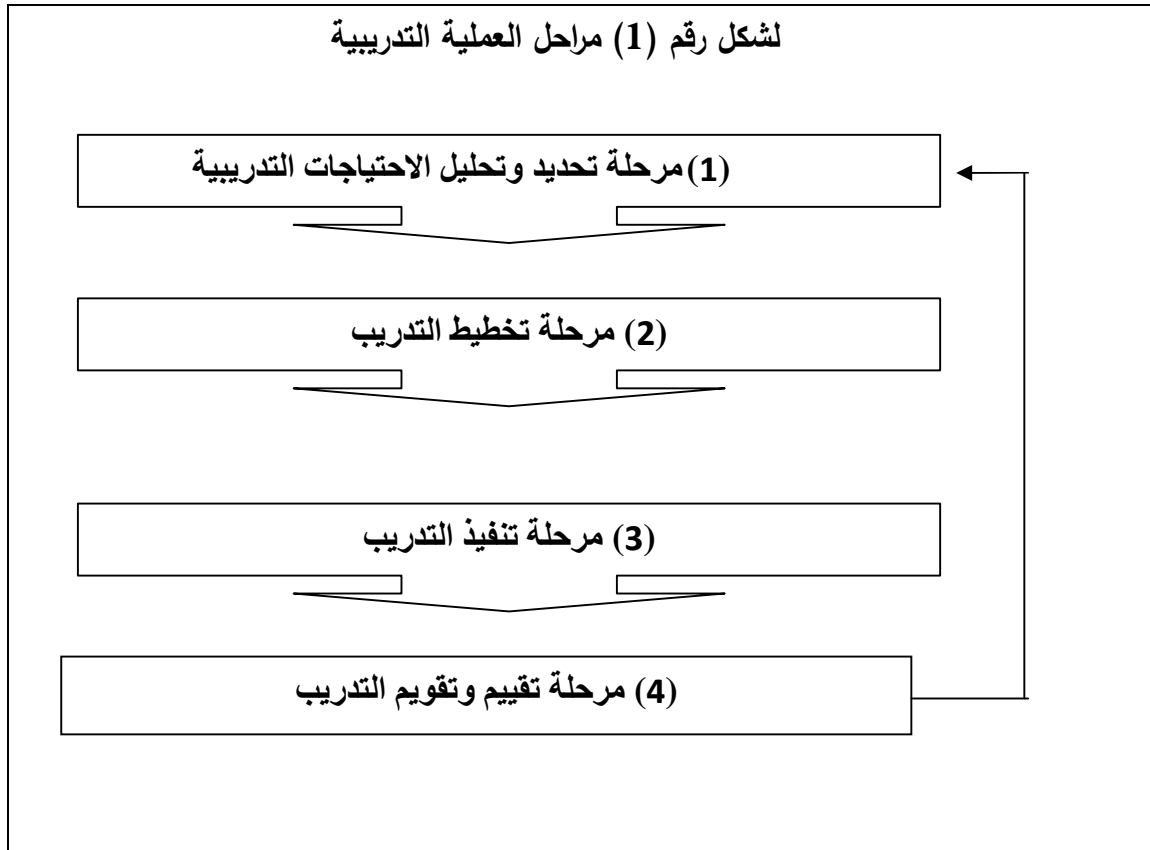 لشكل رقم (1) مراحل العملية التدريبية
(1) مرحلة تحديد وتحليل الاحتياجات التدريبية
(2) مرحلة تخطيط التدريب
(3) مرحلة تنفيذ التدريب
(4) مرحلة تقييم وتقويم التدريب